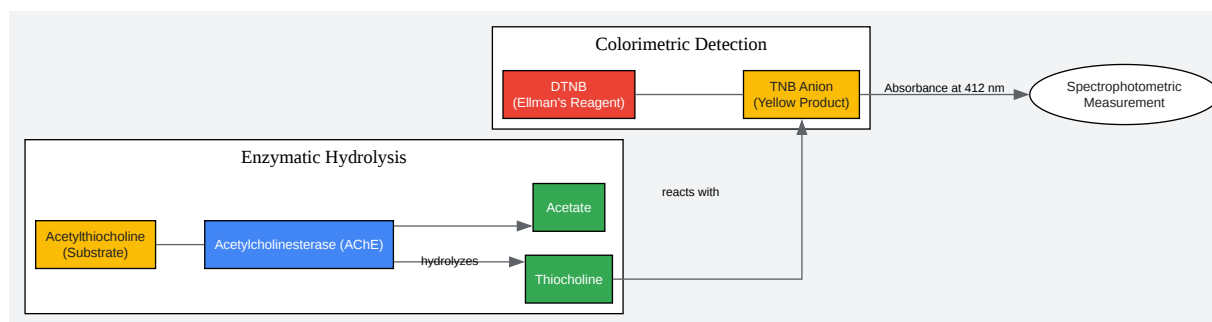 Colorimetric Detection
DTNB
(Ellman's Reagent)
TNB Anion
(Yellow Product)
Absorbance at 412 nm
Spectrophotometric
Measurement
Enzymatic Hydrolysis
Acetylthiocholine
(Substrate)
Acetylcholinesterase (AChE)
Acetate
hydrolyzes
Thiocholine
reacts with